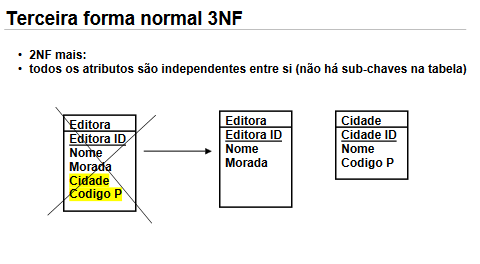 Terceira forma normal 3NF
• 2NF mais:
• todos os atributos são independentes entre si (não há sub-chaves na tabela)
Editora
Editora ID
Nome
Morada
Cidade
Codigo P
Editora
Editora ID
Nome
Morada
Cidade
Cidade ID
Nome
Codigo P